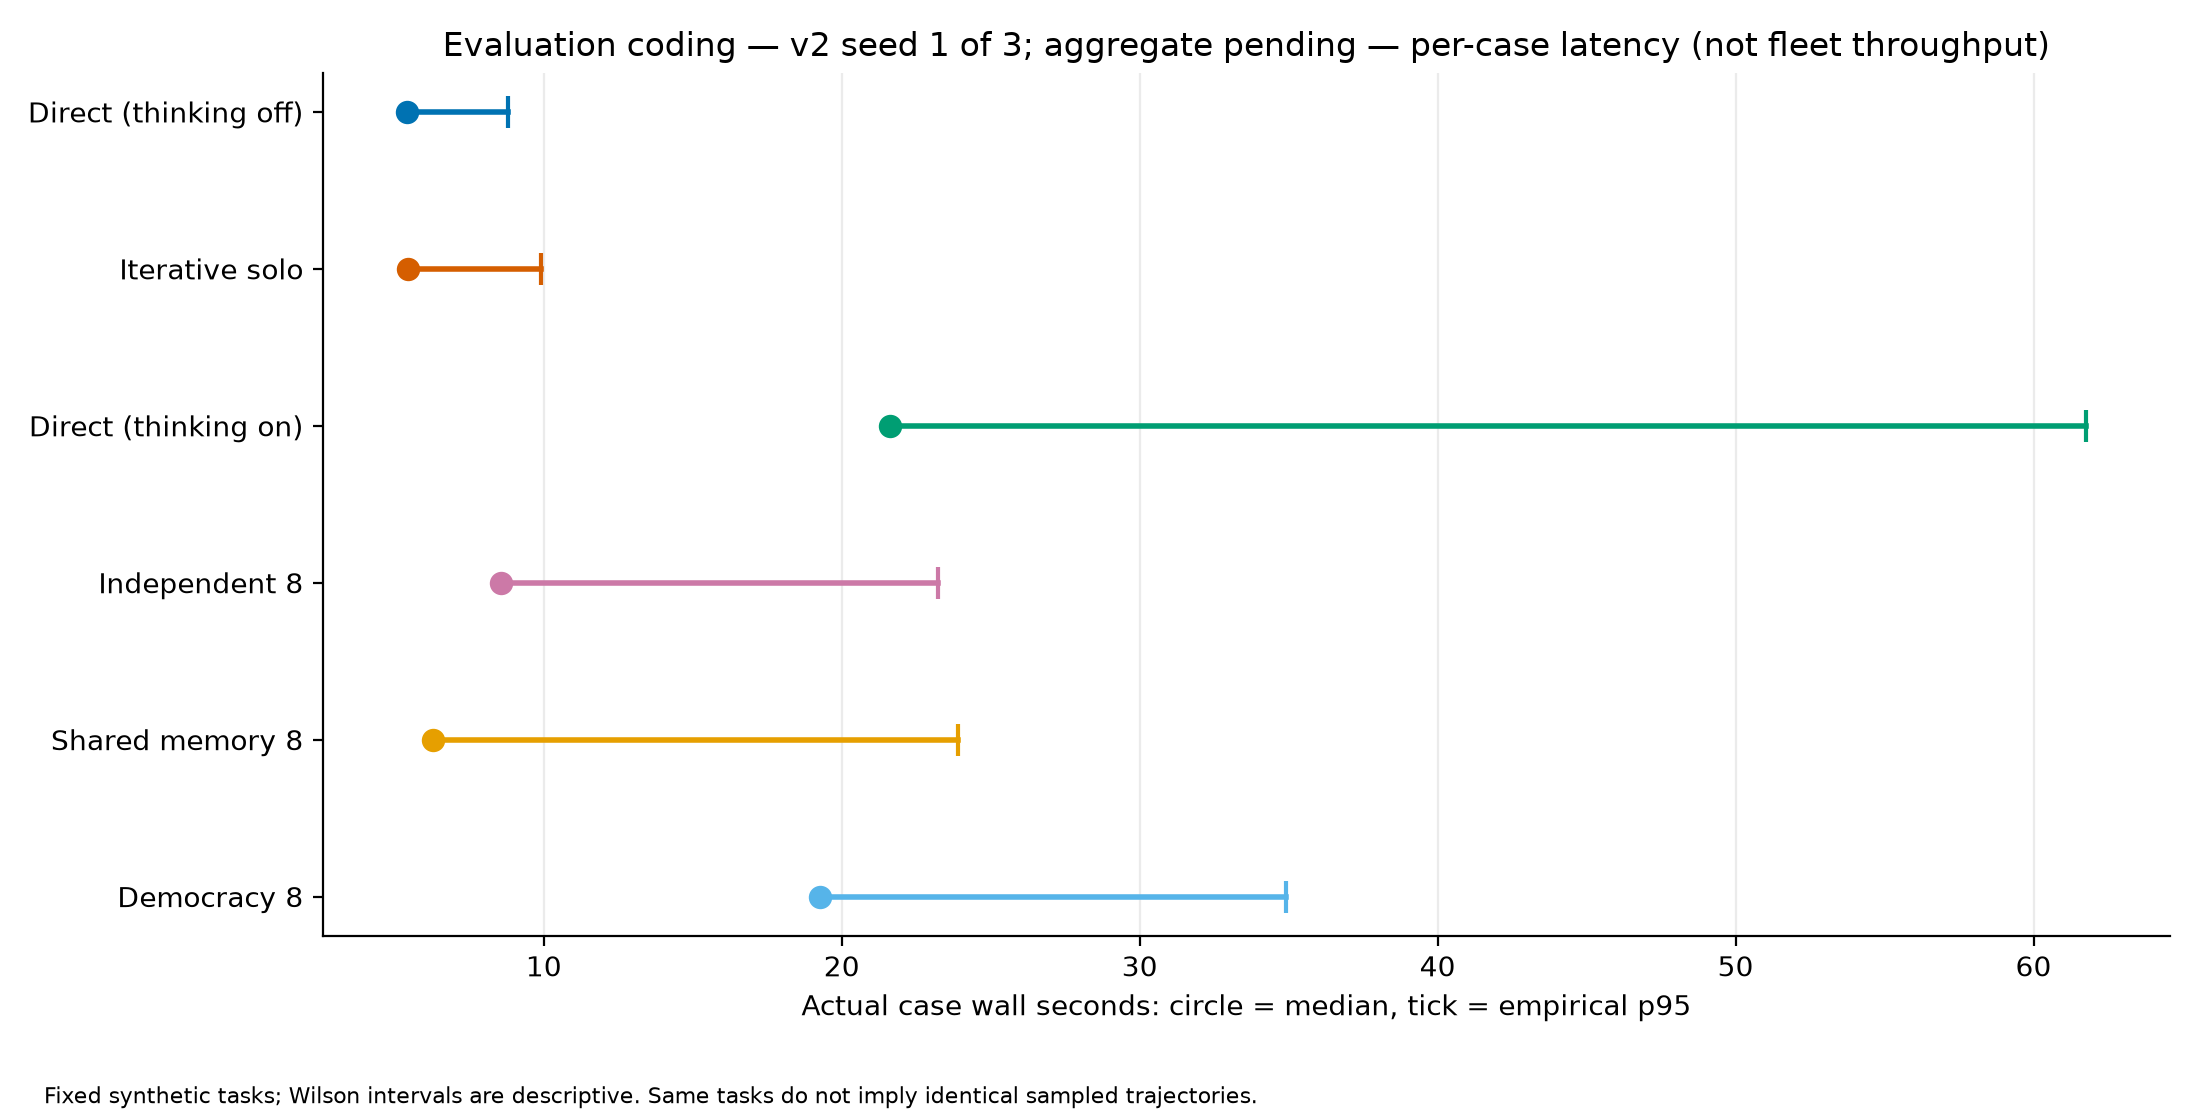 Evaluation coding — v2 seed 1 of 3; aggregate pending — per-case latency (not fleet throughput)
Direct (thinking off)
Iterative solo
Direct (thinking on)
Independent 8
Shared memory 8
Democracy 8
10 20 30 40 50 60
Actual case wall seconds: circle = median, tick = empirical p95
Fixed synthetic tasks; Wilson intervals are descriptive. Same tasks do not imply identical sampled trajectories.